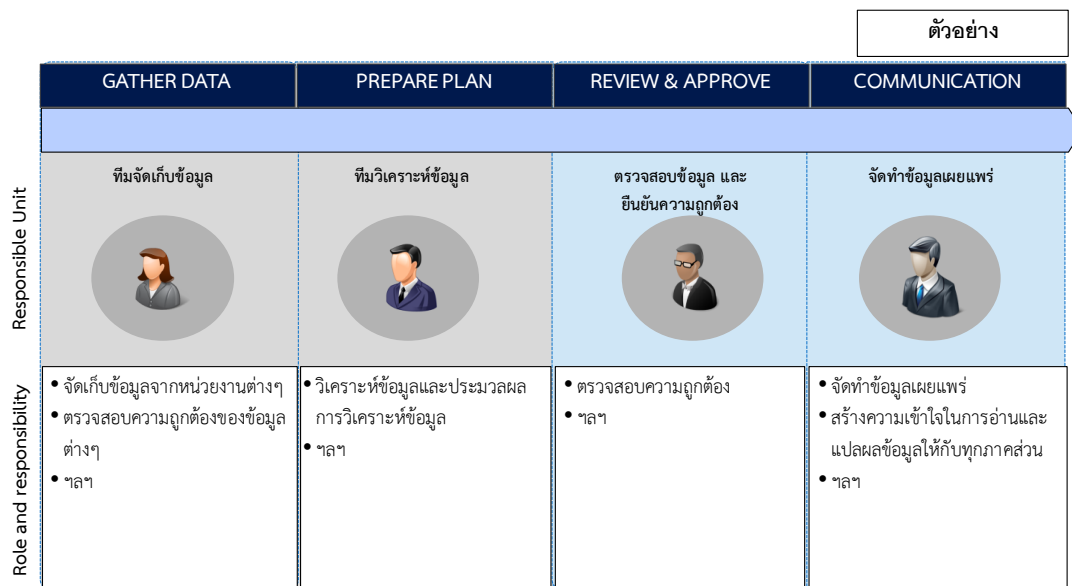 ตัวอย่าง
GATHER DATA
PREPARE PLAN
REVIEW & APPROVE
COMMUNICATION
Responsible Unit
ทีมจัดเก็บข้อมูล
ทีมวิเคราะห์ข้อมูล
ตรวจสอบข้อมูล และ
ยืนยันความถูกต้อง
จัดทำข้อมูลเผยแพร่
Role and responsibility
• จัดเก็บข้อมูลจากหน่วยงานต่างๆ
• ตรวจสอบความถูกต้องของข้อมูล
ต่างๆ
• ฯลฯ
• วิเคราะห์ข้อมูลและประมวลผล
การวิเคราะห์ข้อมูล
• ฯลฯ
• ตรวจสอบความถูกต้อง
• ฯลฯ
• จัดทำข้อมูลเผยแพร่
• สร้างความเข้าใจในการอ่านและ
แปลผลข้อมูลให้กับทุกภาคส่วน
• ฯลฯ